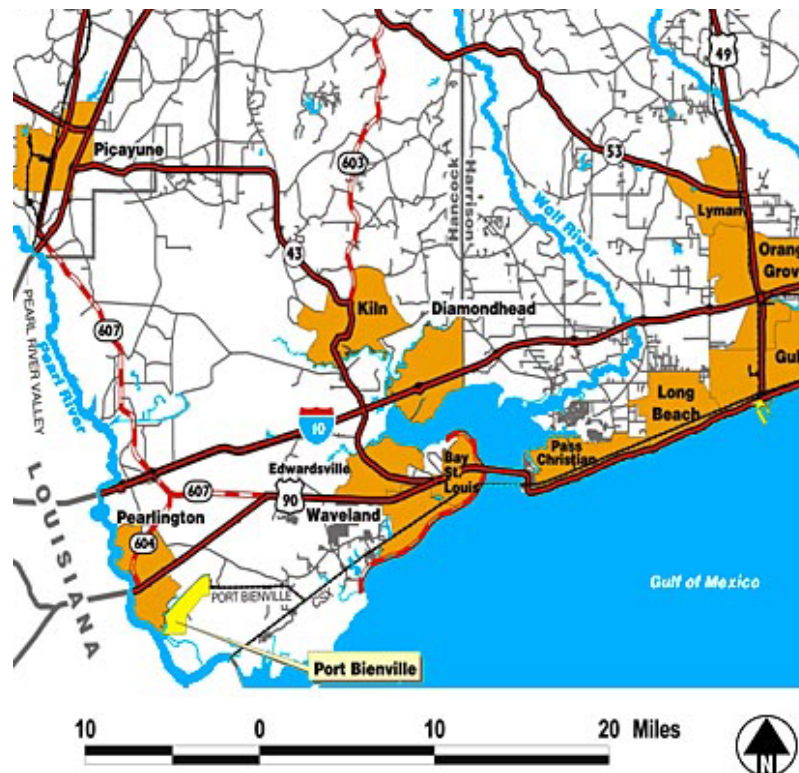 49
Picayune
603
53
Hancock
Harrison
Wolf River
Lyman
Orang
Grov
43
Kiln
Diamondhead
607
PEARL RIVER VALLEY
Pearl River
Gul
Long
Beach
10
Pass
Christian
Bay
St.
Louis
Edwardsville
607
90
Waveland
Pearlington
604
LOUISIANA
PORT BIENVILLE
Gulf of Mexico
Port Bienville
10 0 10 20 Miles
N